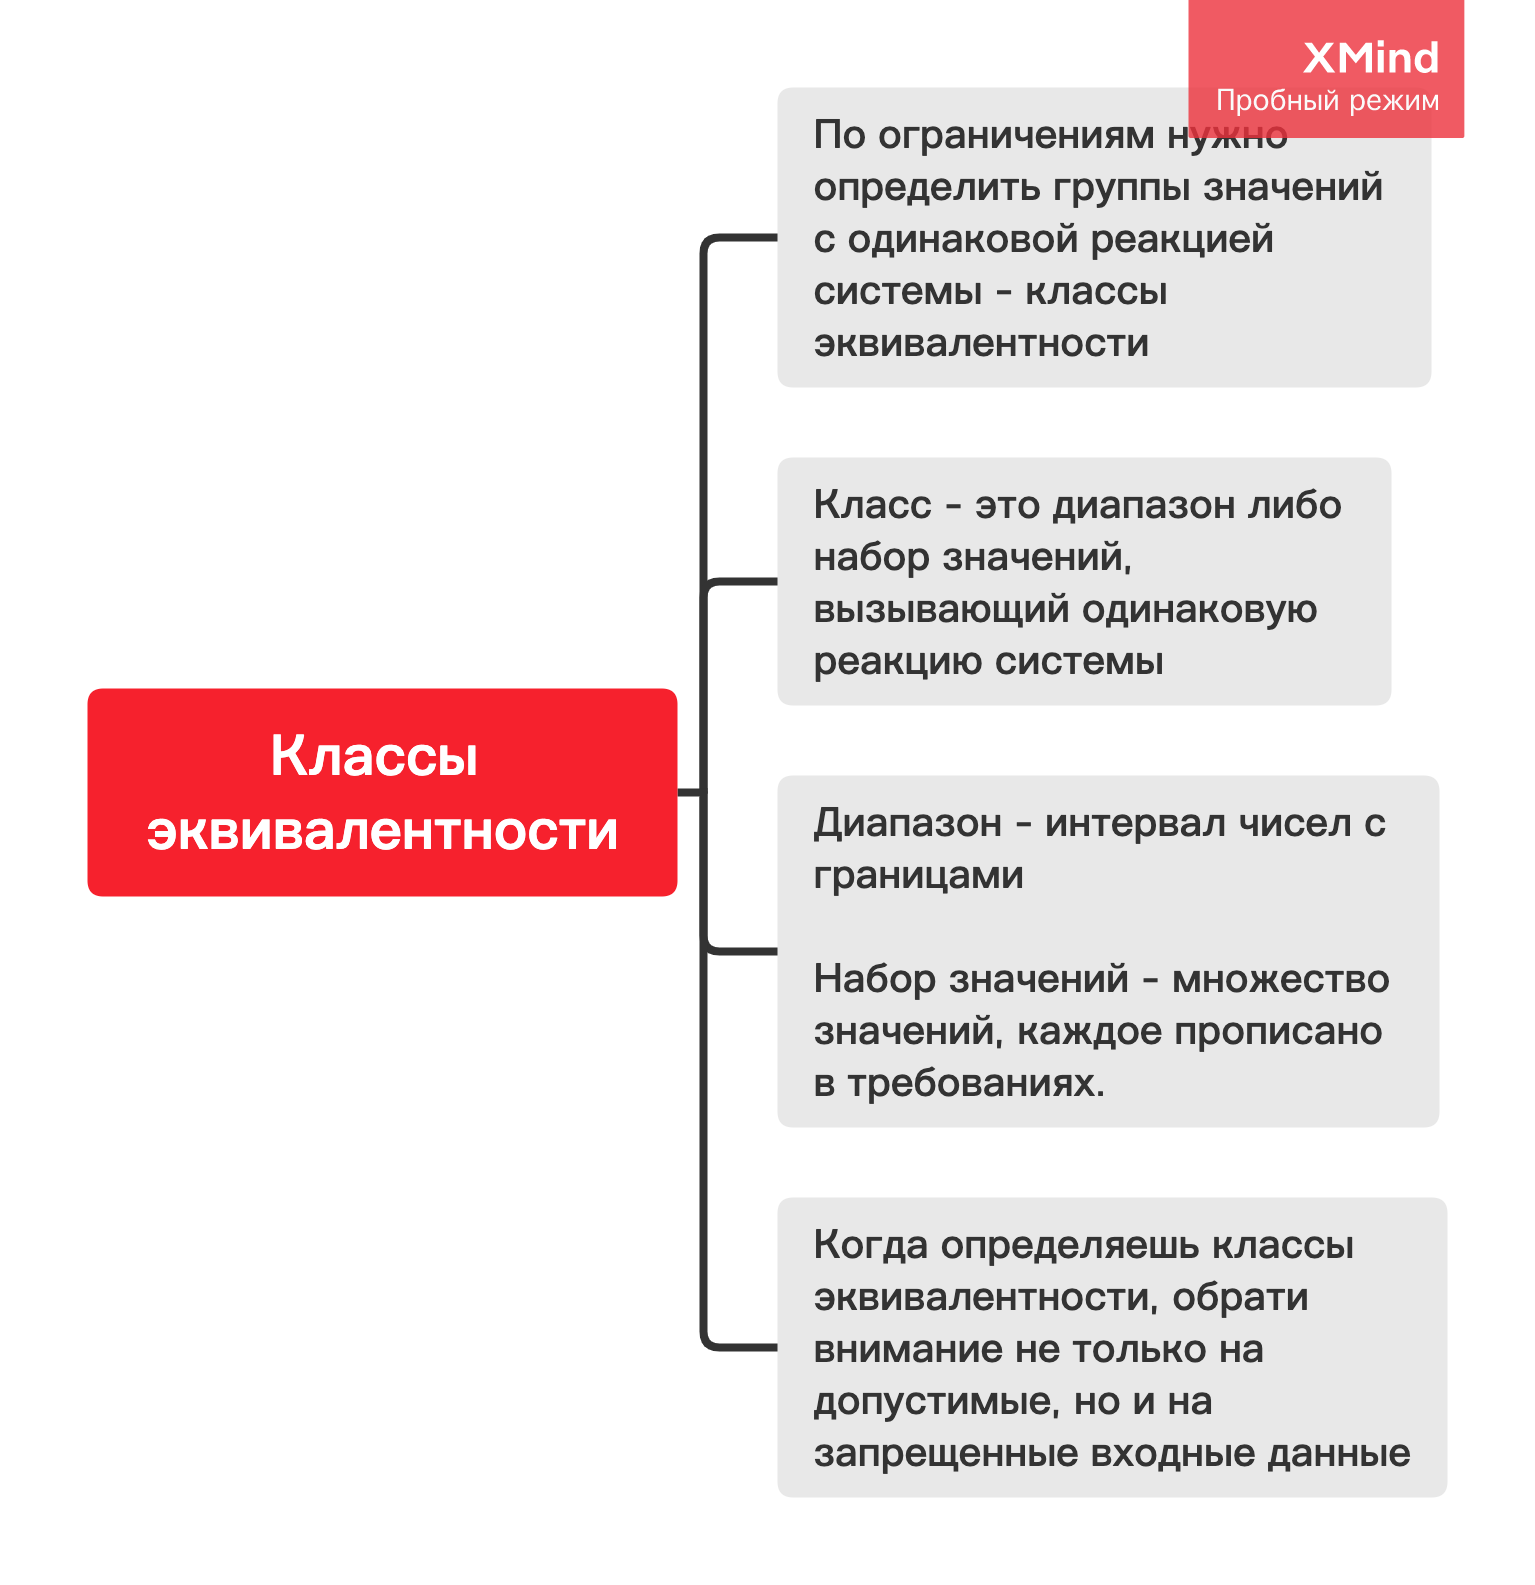 XMind
Пробный режим
По ограничениям нужно
определить группы значений
с одинаковой реакцией
системы - классы
эквивалентности
Класс - это диапазон либо
набор значений,
вызывающий одинаковую
реакцию системы
Классы
эквивалентности
Диапазон - интервал чисел с
границами
Набор значений - множество
значений, каждое прописано
в требованиях.
Когда определяешь классы
эквивалентности, обрати
внимание не только на
допустимые, но и на
запрещенные входные данные